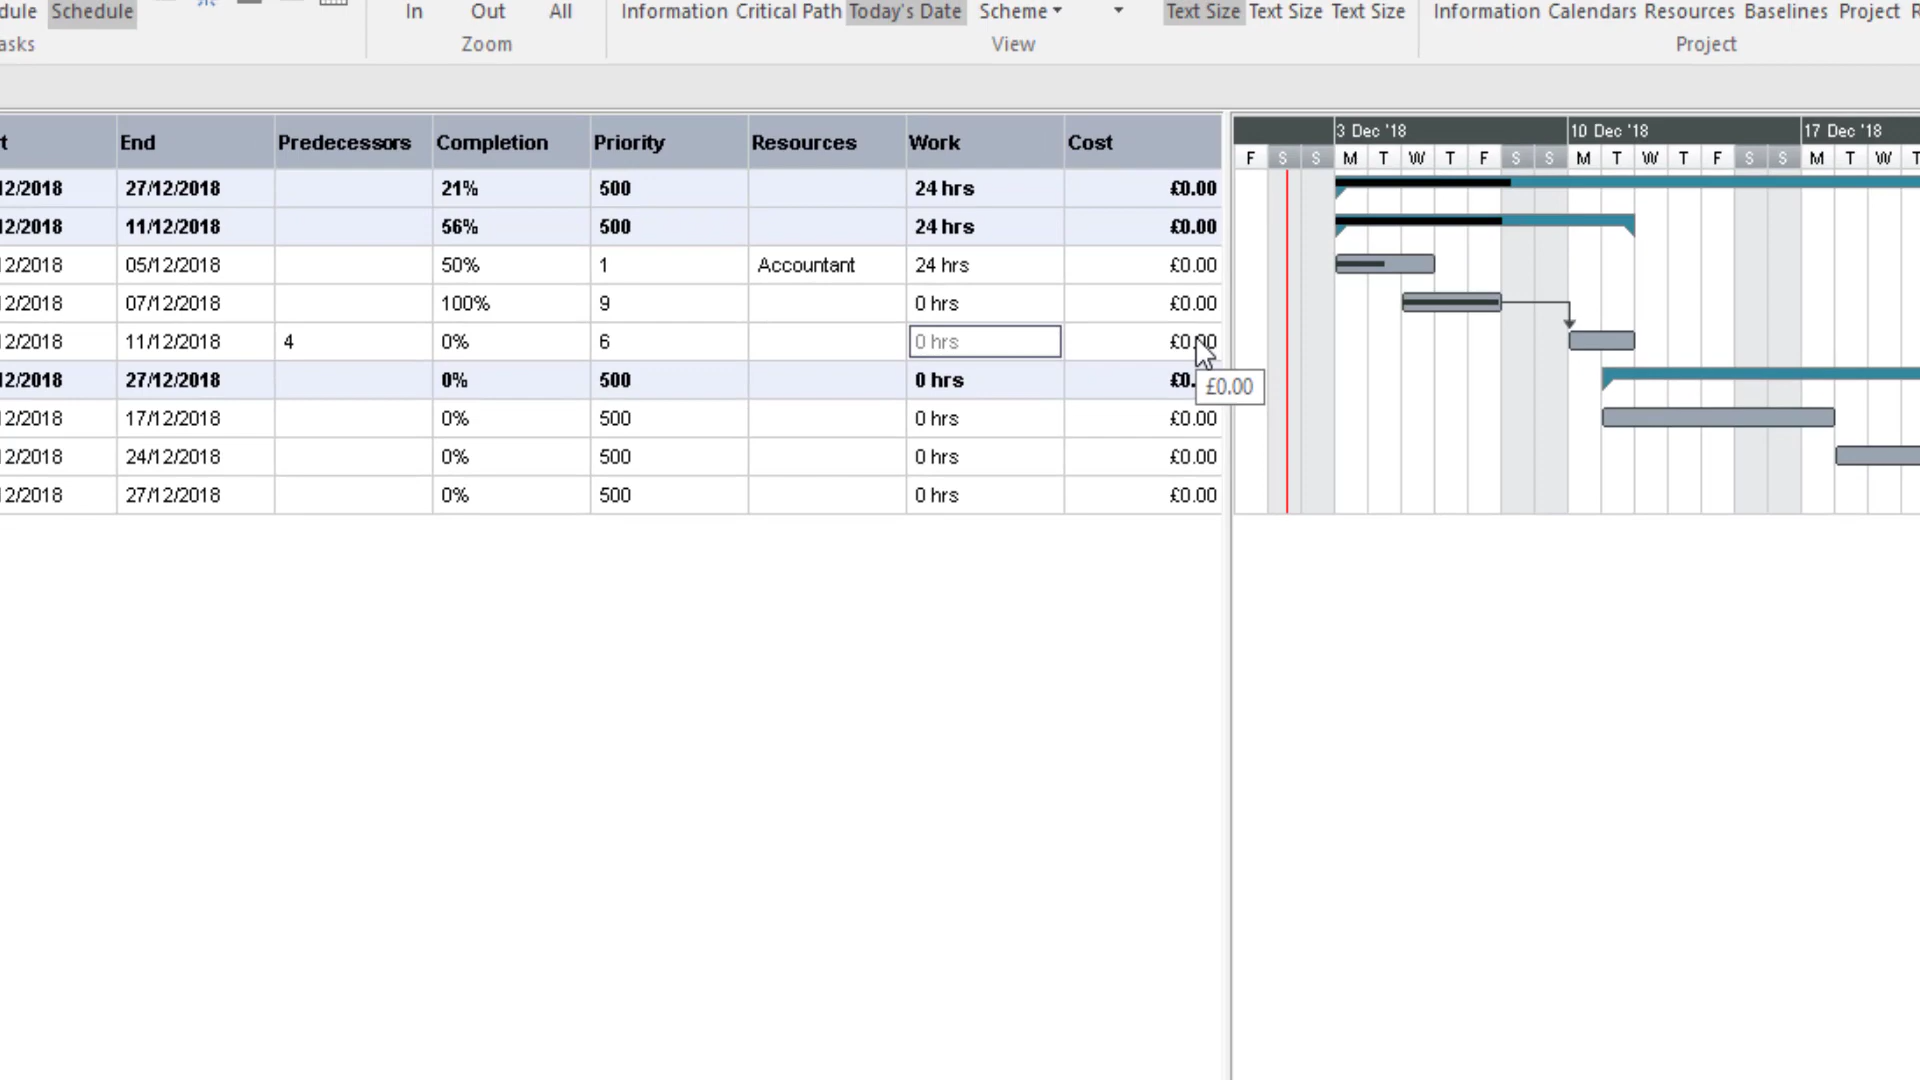 dule Schedule In Out All Information Critical Path Today's Date Scheme Text Size Text Size Text Size Information Calendars Resources Baselines Project R
asks Zoom View Project
t End Predecessors Completion Priority Resources Work Cost
12/2018 27/12/2018 21% 500 24 hrs £0.00
12/2018 11/12/2018 56% 500 24 hrs £0.00
12/2018 05/12/2018 50% 1 Accountant 24 hrs £0.00
12/2018 07/12/2018 100% 9 0 hrs £0.00
12/2018 11/12/2018 4 0% 6 0 hrs £0.00
12/2018 27/12/2018 0% 500 0 hrs £0.
£0.00
12/2018 17/12/2018 0% 500 0 hrs £0.00
12/2018 24/12/2018 0% 500 0 hrs £0.00
12/2018 27/12/2018 0% 500 0 hrs £0.00
3 Dec '18 10 Dec '18 17 Dec '18
F S S M T W T F S S M T W T F S S M T W T